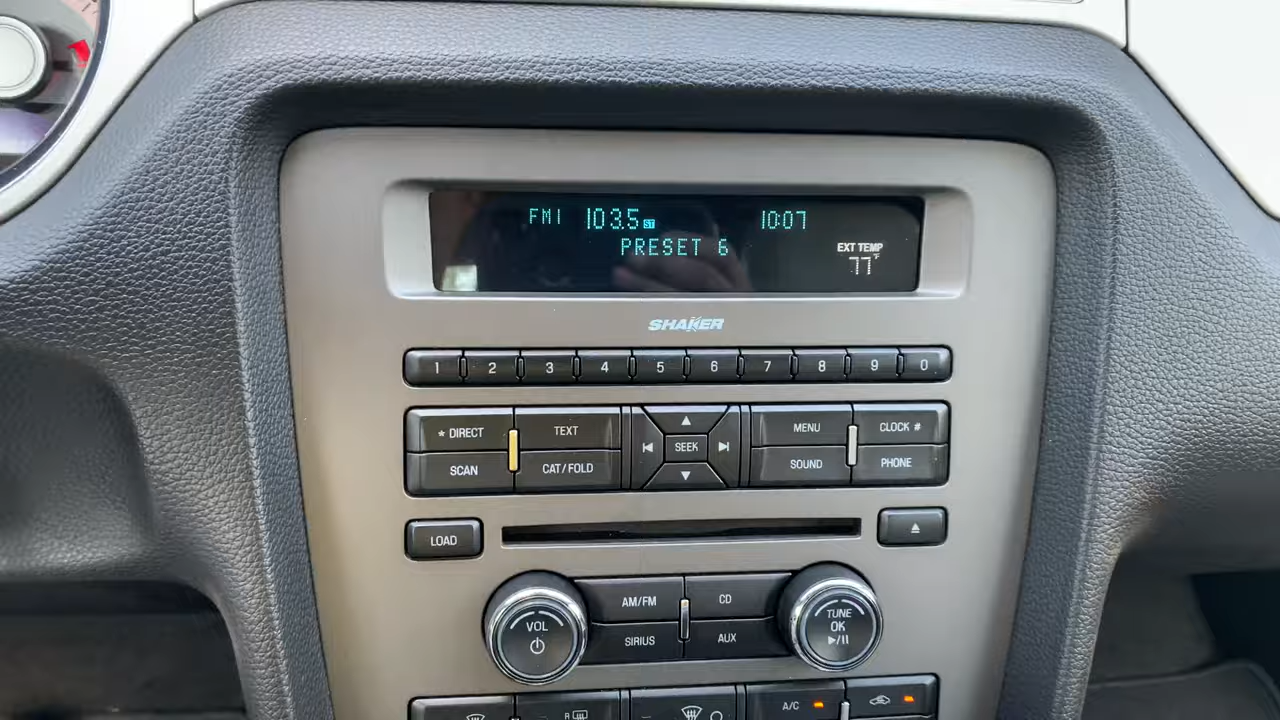 FM1 103.5 ST 10:07
PRESET 6
EXT TEMP
77°F
SHAKER
1 2 3 4 5 6 7 8 9 0
* DIRECT TEXT MENU CLOCK #
SEEK
SCAN CAT/FOLD SOUND PHONE
LOAD
AM/FM CD
VOL TUNE
OK
SIRIUS AUX
R A/C